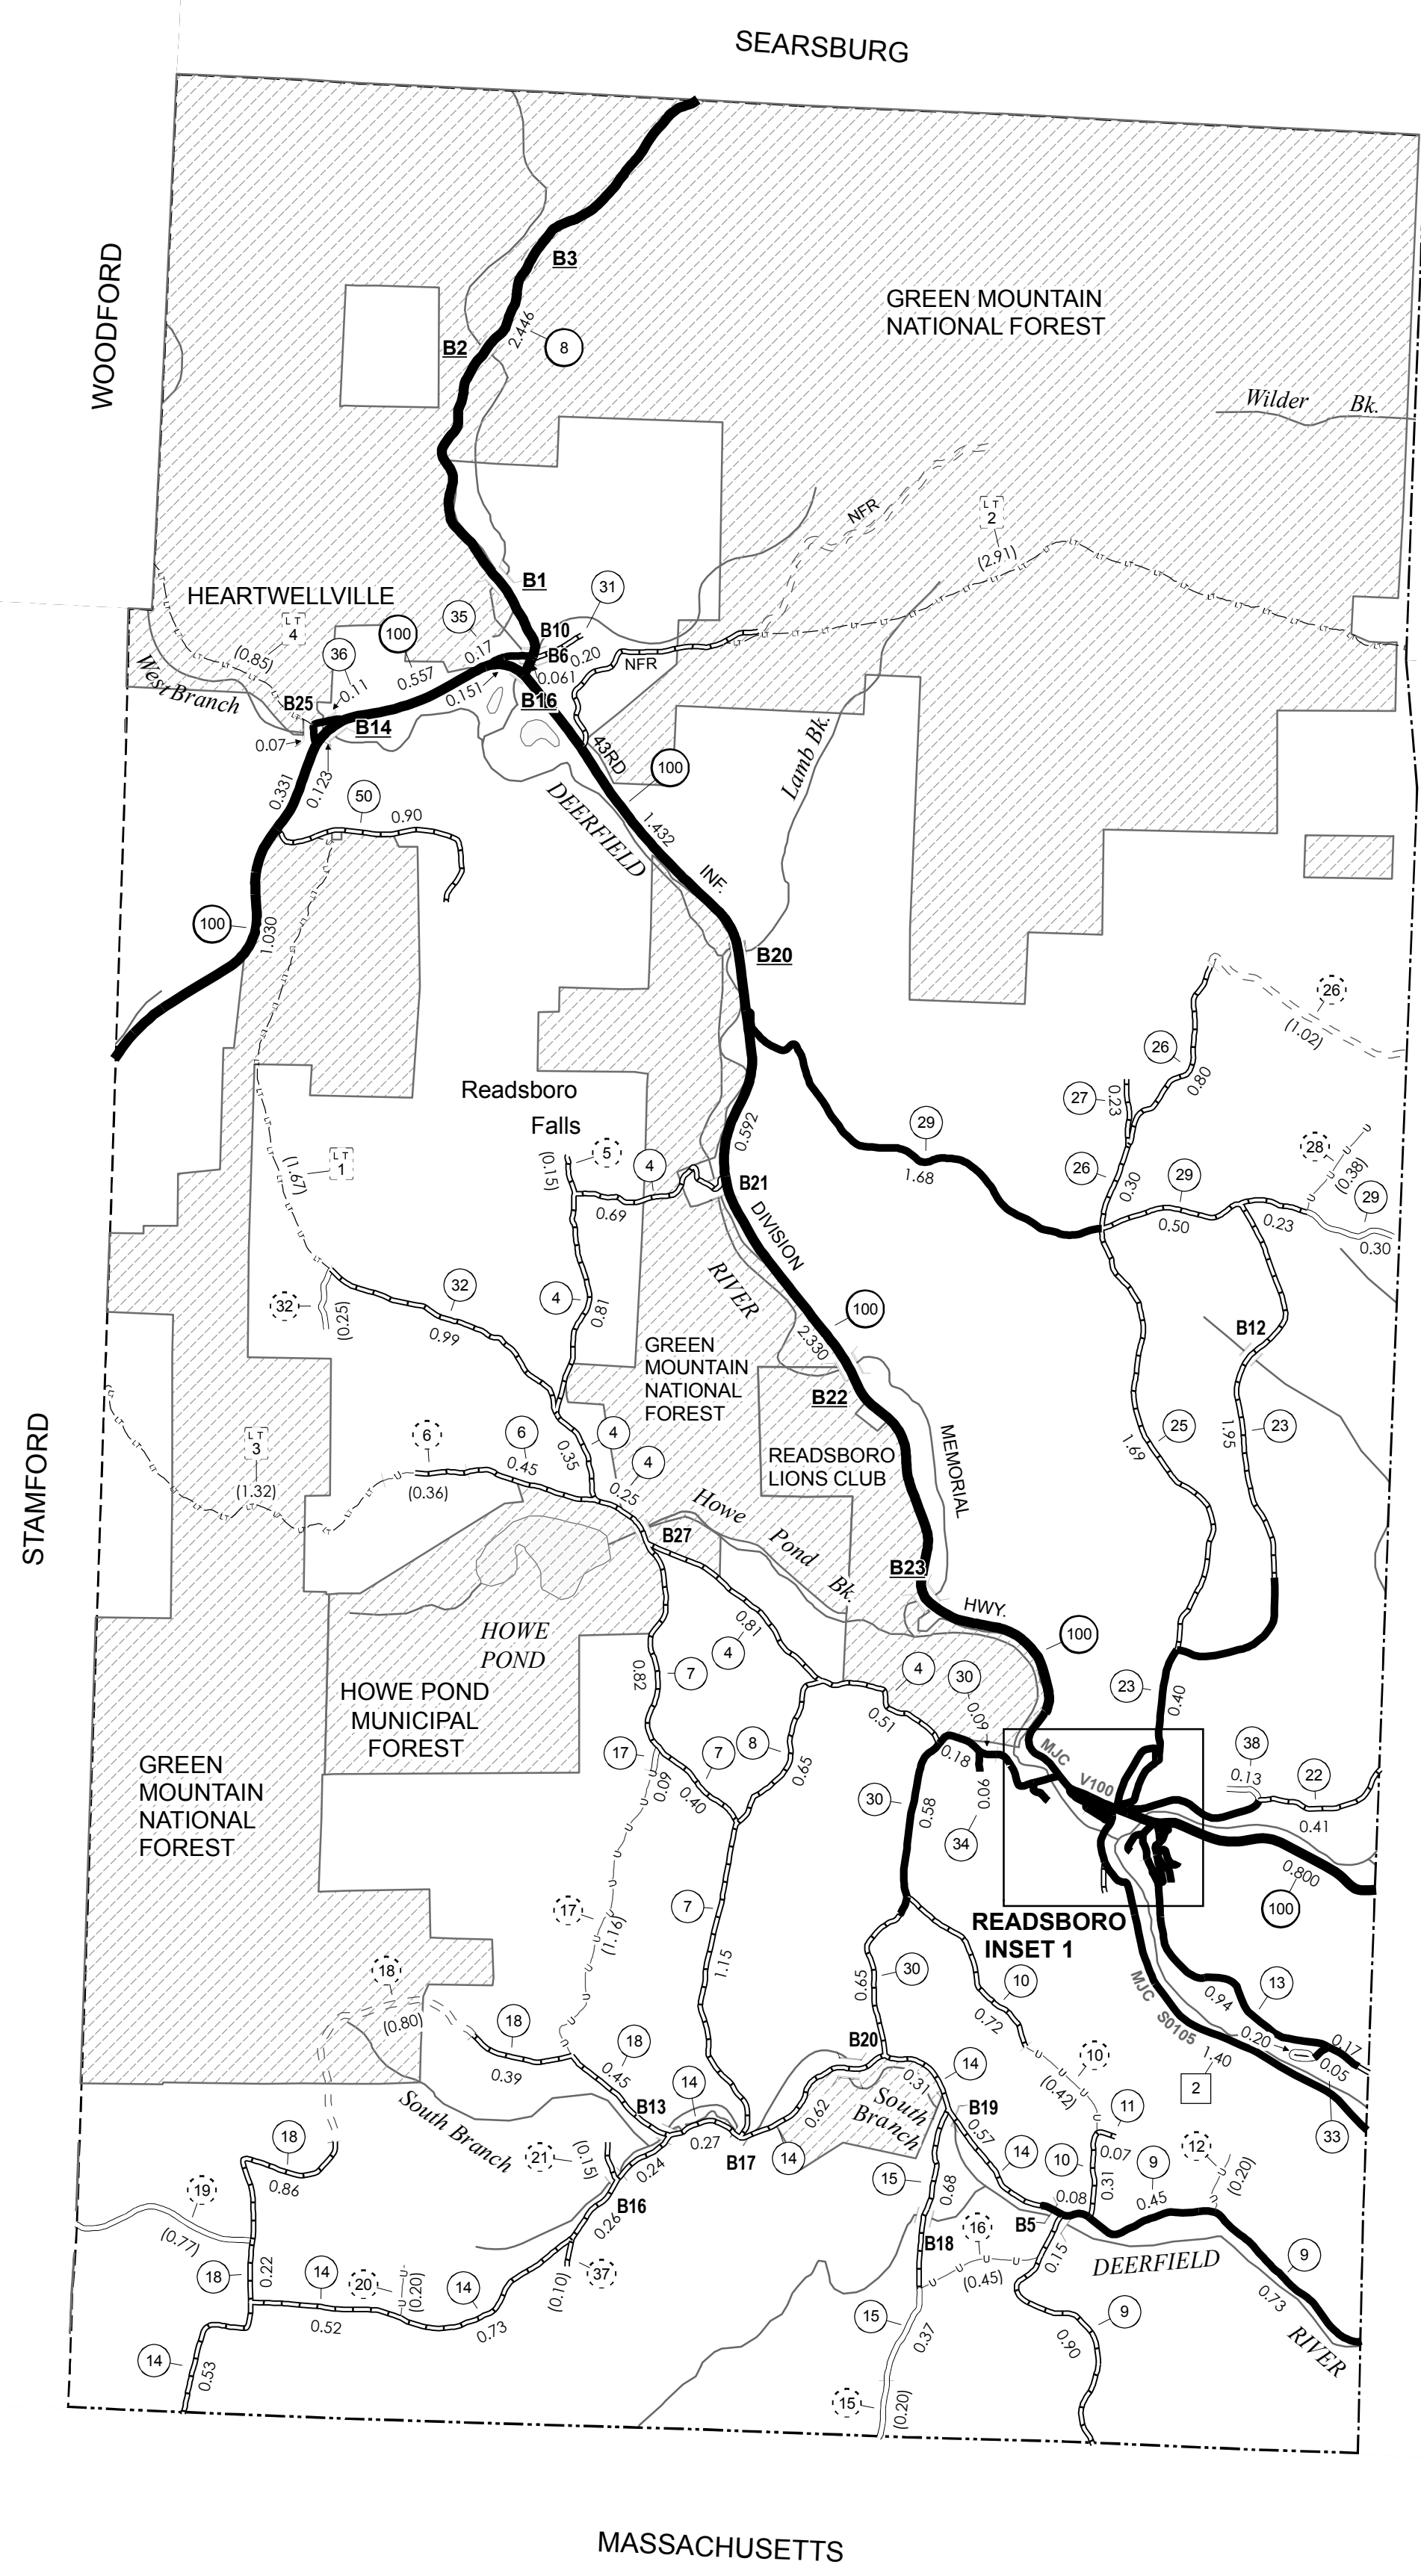 SEARSBURG
WOODFORD
B3
GREEN MOUNTAIN
NATIONAL FOREST
2.446
8
B2
Wilder Bk.
NFR
L T
2
(2.91)
B1
31
HEARTWELLVILLE
35
L T
4
100
B10
36
0.17
B6
0.20
(0.85)
NFR
0.557
0.061
West Branch
0.11
0.151
B16
B25
B14
0.07
43RD
Lamb Bk.
100
0.331
0.123
50
0.90
DEERFIELD
1.432
INF.
100
1.030
B20
26
(1.02)
26
Readsboro
Falls
0.80
27
0.23
0.592
29
28
5
(0.15)
4
26
(0.38)
L T
1
(1.67)
1.68
0.30
29
29
B21
0.69
0.50
0.23
DIVISION
0.30
RIVER
32
4
32
(0.25)
0.81
100
0.99
2.330
B12
GREEN
MOUNTAIN
NATIONAL
FOREST
B22
STAMFORD
L T
3
6
6
4
25
1.95
23
0.35
1.69
READSBORO
LIONS CLUB
MEMORIAL
0.45
4
(1.32)
(0.36)
0.25
Howe Pond Bk.
B27
B23
HWY.
HOWE
POND
0.81
100
4
0.82
7
4
30
HOWE POND
MUNICIPAL
FOREST
23
0.40
0.51
0.09
17
7
8
0.18
MJC
V100
38
GREEN
MOUNTAIN
NATIONAL
FOREST
0.09
0.40
0.65
0.06
0.13
22
30
0.58
34
0.41
0.800
17
7
100
READSBORO
INSET 1
(1.16)
1.15
18
30
10
13
0.65
0.94
MJC
S0105
(0.80)
18
18
0.72
0.20
0.17
B20
10
1.40
0.05
14
0.39
0.45
14
(0.42)
2
0.31
South Branch
B13
South
Branch
B19
11
33
0.62
0.57
18
21
(0.15)
0.27
B17
14
14
10
0.07
12
9
0.24
0.86
15
0.68
0.31
(0.20)
19
0.08
0.45
B16
B5
(0.77)
0.26
16
B18
0.15
DEERFIELD
9
18
0.22
14
20
(0.20)
14
(0.10)
37
(0.45)
0.73
15
9
0.52
0.73
0.37
0.90
RIVER
14
0.53
15
(0.20)
MASSACHUSETTS